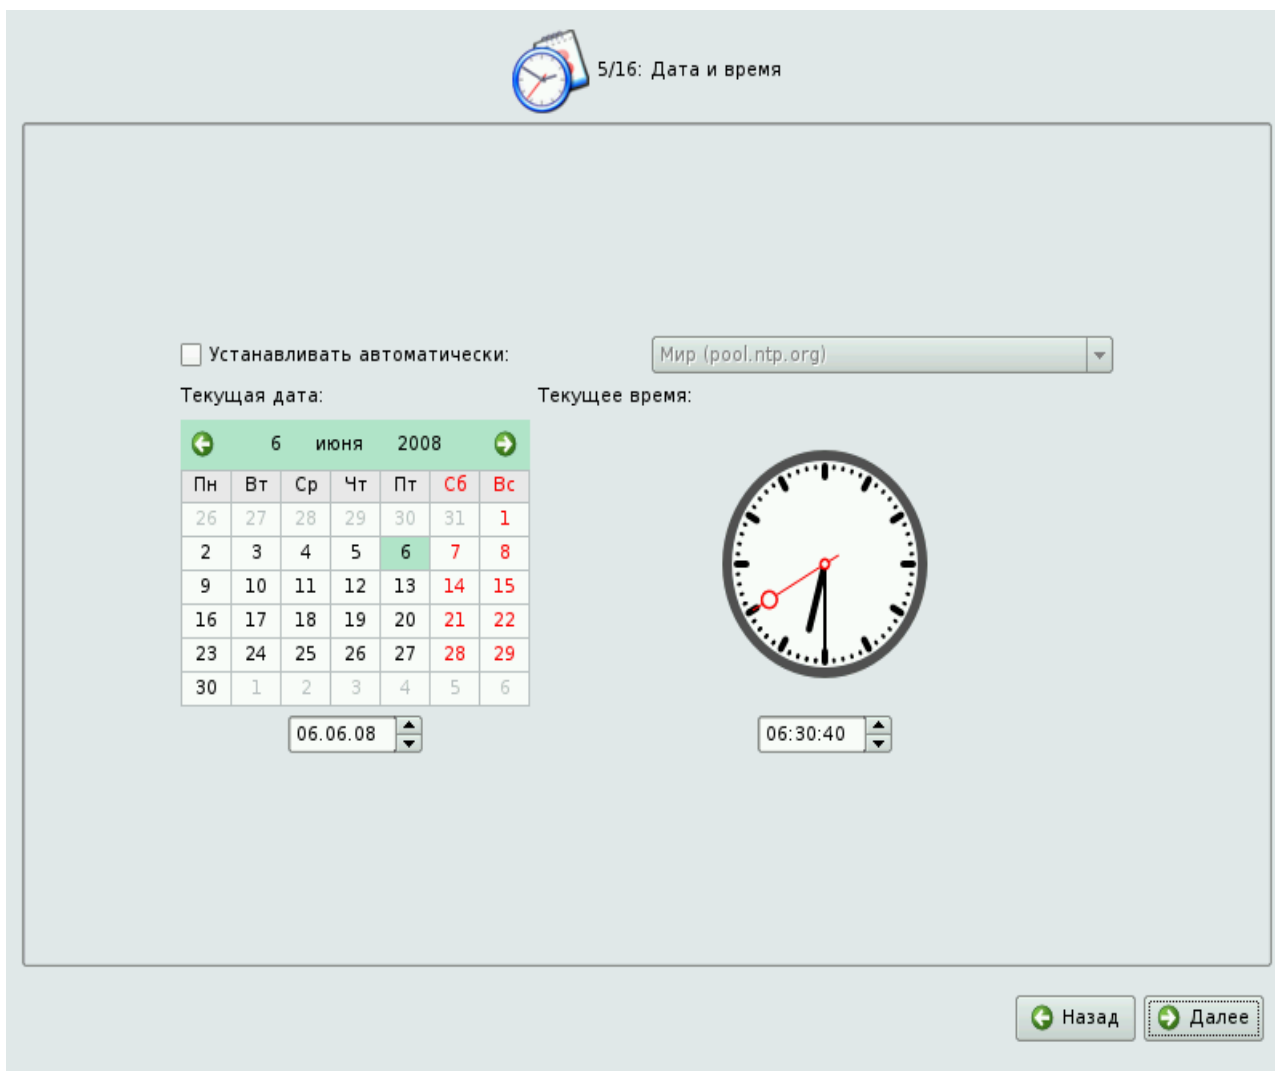 5/16: Дата и время
Устанавливать автоматически:
Мир (pool.ntp.org)
Текущая дата:
Текущее время:
6 июня 2008
Пн Вт Ср Чт Пт Сб Вс
26 27 28 29 30 31 1
2 3 4 5 6 7 8
9 10 11 12 13 14 15
16 17 18 19 20 21 22
23 24 25 26 27 28 29
30 1 2 3 4 5 6
06.06.08
06:30:40
Назад
Далее